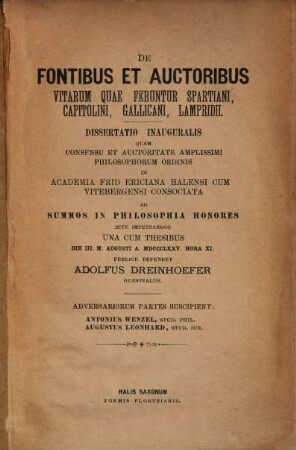 DE
FONTIBUS ET AUCTORIBUS
VITARUM QUAE FERUNTUR SPARTIANI,
CAPITOLINI, GALLICANI, LAMPRIDII.
DISSERTATIO INAUGURALIS
QUAM
CONSENSU ET AUCTORITATE AMPLISSIMI
PHILOSOPHORUM ORDINIS
IN
ACADEMIA FRID ERICIANA HALENSI CUM
VITEBERGENSI CONSOCIATA
AD
SUMMOS IN PHILOSOPHIA HONORES
RITE IMPETRANDOS
UNA CUM THESIBUS
DIE III. M. AUGUSTI A. MDCCCLXXV. HORA XI.
PUBLICE DEFENDET
ADOLFUS DREINHOEFER
GUESTFALUS.
ADVERSARIORUM PARTES SUSCIPIENT:
ANTONIUS WENZEL, STUD. PHIL.
AUGUSTUS LEONHARD, STUD. IUR.
HALIS SAXONUM
FORMIS PLOETZIANIS.